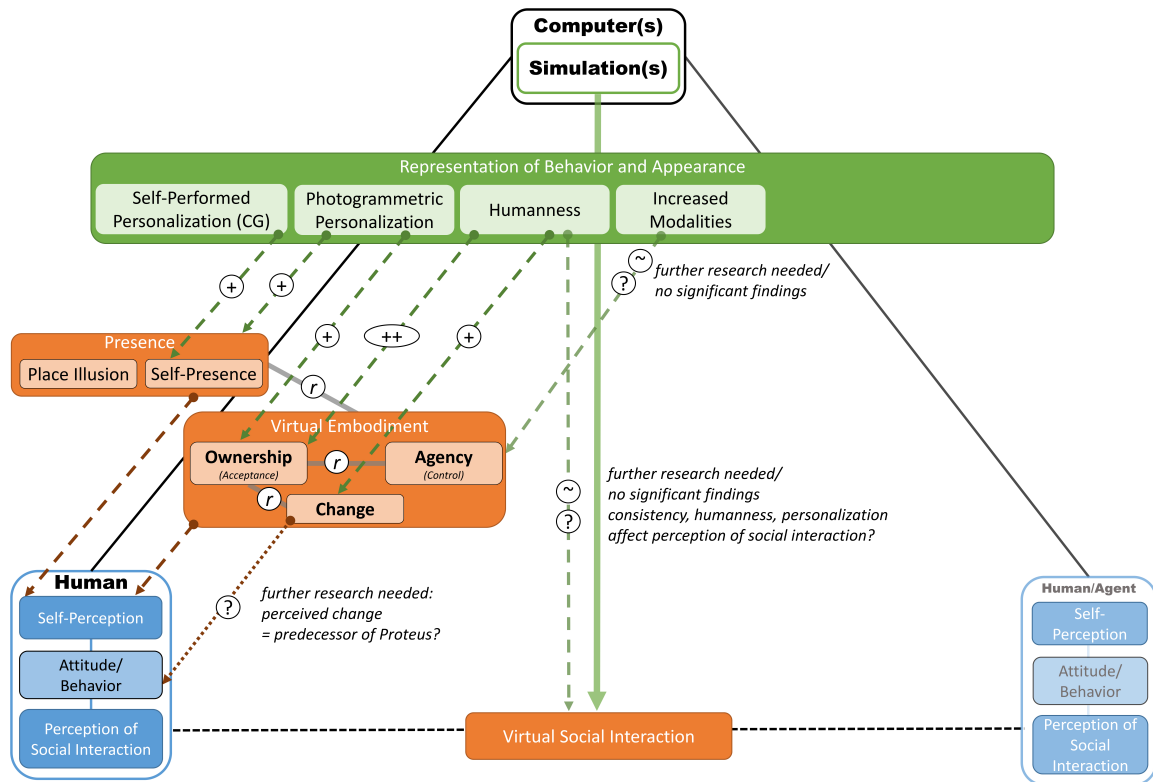 Computer(s)
Simulation(s)
Representation of Behavior and Appearance
Self-Performed
Personalization (CG)
Photogrammetric
Personalization
Humanness
Increased
Modalities
+
+
~
?
further research needed/
no significant findings
+
++
+
Presence
Place Illusion
Self-Presence
r
Virtual Embodiment
Ownership
(Acceptance)
r
Agency
(Control)
r
Change
~
?
further research needed/
no significant findings
consistency, humanness, personalization
affect perception of social interaction?
Human
Self-Perception
Attitude/
Behavior
Perception of
Social Interaction
?
further research needed:
perceived change
= predecessor of Proteus?
Virtual Social Interaction
Human/Agent
Self-
Perception
Attitude/
Behavior
Perception of
Social
Interaction